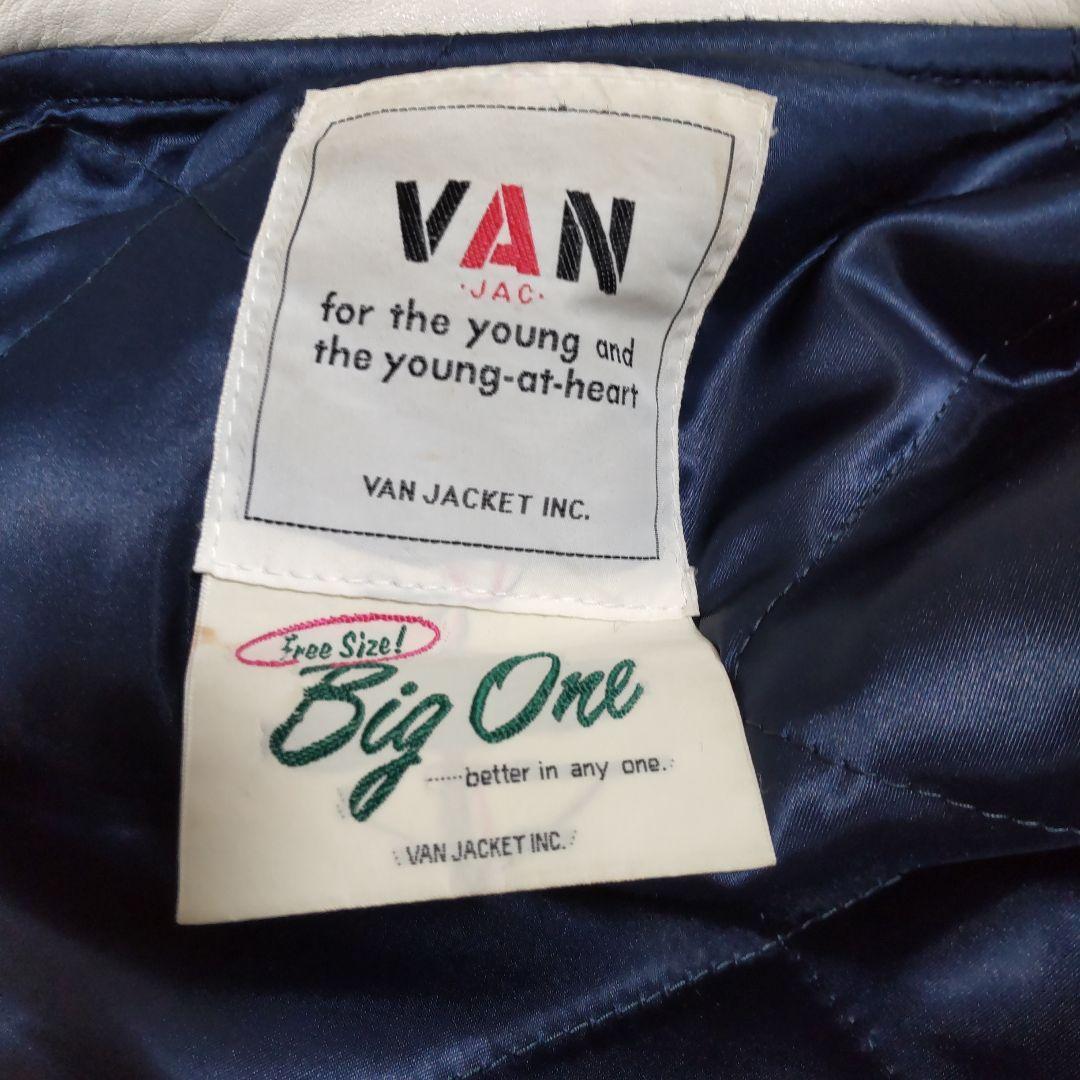 VAN
·JAC·
for the young and
the young-at-heart
VAN JACKET INC.
Free Size!
Big One
......better in any one.
VAN JACKET INC.